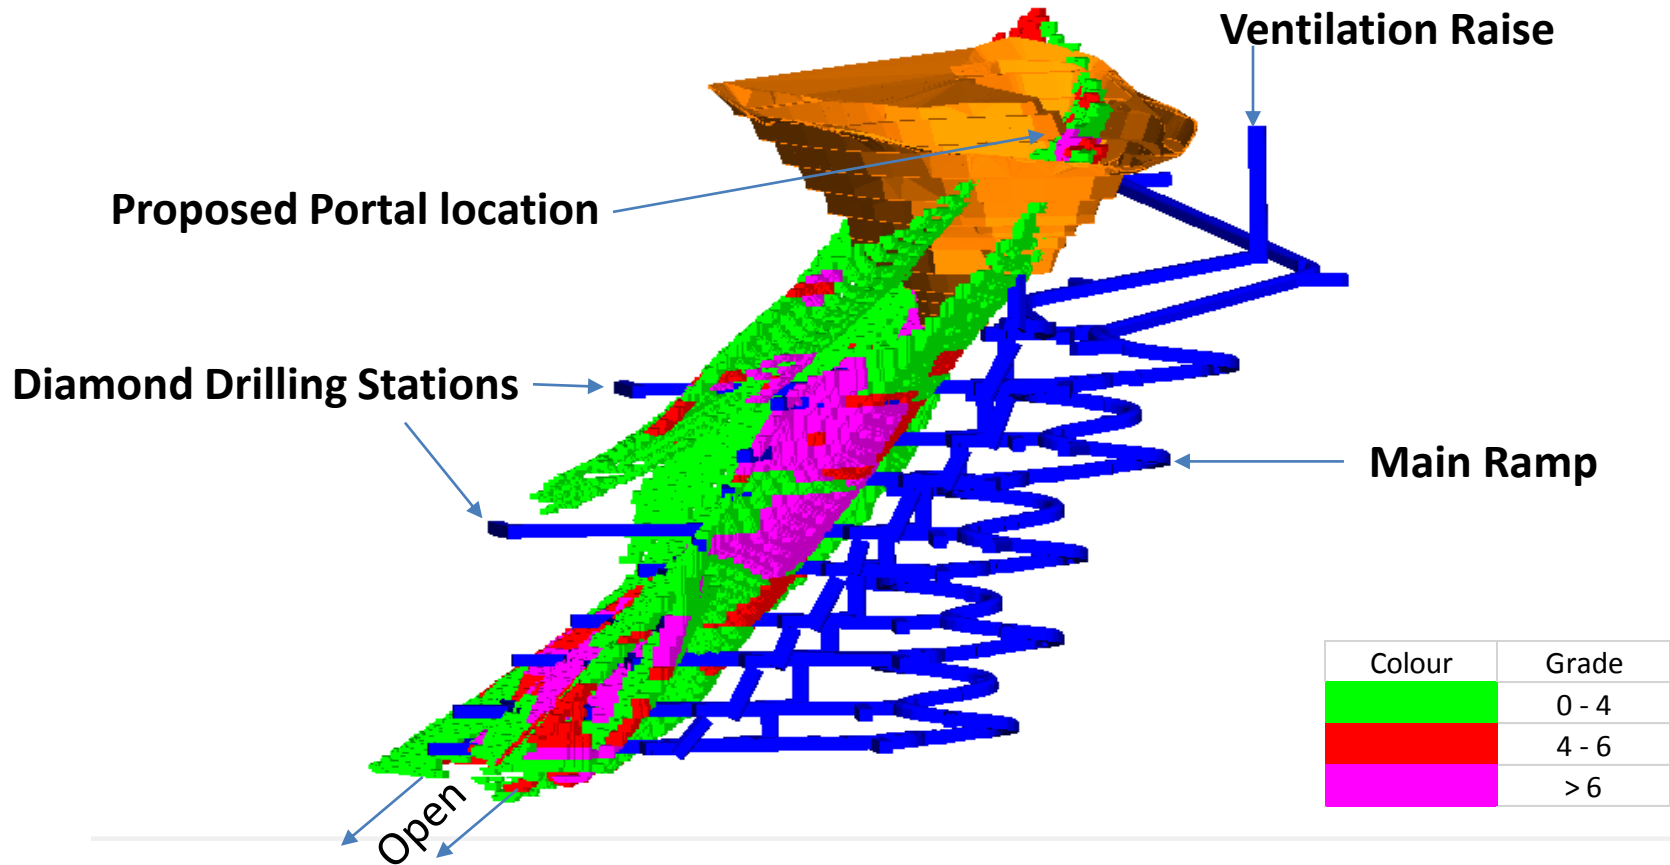 Ventilation Raise
Proposed Portal location
Diamond Drilling Stations
Main Ramp
Colour Grade
0 - 4
4 - 6
> 6
Open